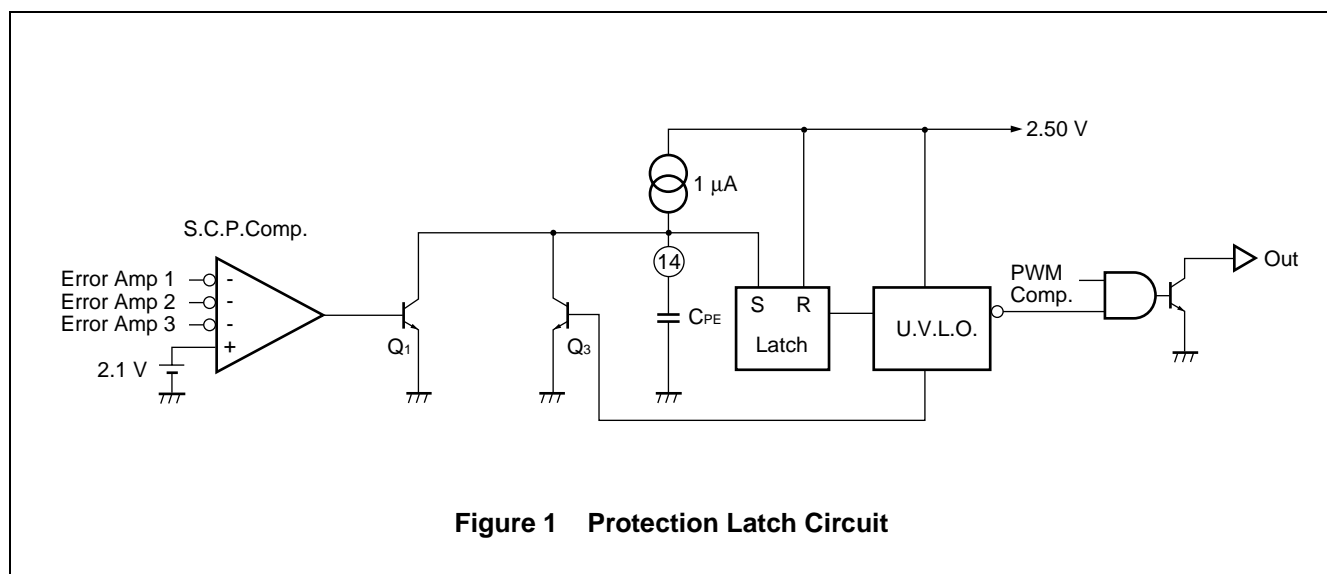 2.50 V
1 μA
S.C.P.Comp.
Error Amp 1
Error Amp 2
Error Amp 3
-
-
-
+
2.1 V
Q1
Q3
14
CPE
S R
Latch
U.V.L.O.
PWM
Comp.
Out
Figure 1 Protection Latch Circuit